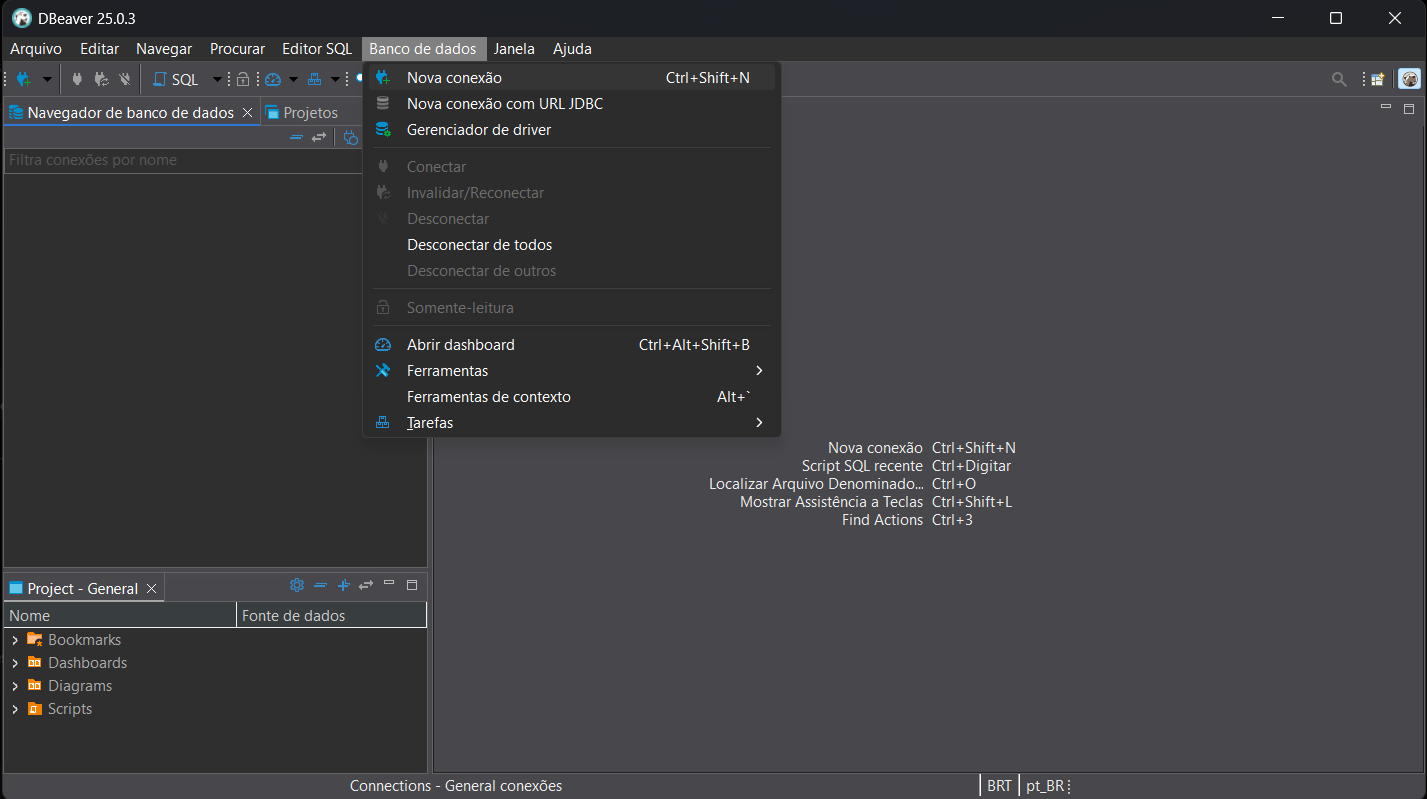 DBeaver 25.0.3
Arquivo Editar Navegar Procurar Editor SQL Banco de dados Janela Ajuda
SQL
Navegador de banco de dados Projetos
Filtra conexões por nome
Nova conexão Ctrl+Shift+N
Nova conexão com URL JDBC
Gerenciador de driver
Conectar
Invalidar/Reconectar
Desconectar
Desconectar de todos
Desconectar de outros
Somente-leitura
Abrir dashboard Ctrl+Alt+Shift+B
Ferramentas
Ferramentas de contexto Alt+`
Tarefas
Nova conexão Ctrl+Shift+N
Script SQL recente Ctrl+Digitar
Localizar Arquivo Denominado... Ctrl+O
Mostrar Assistência a Teclas Ctrl+Shift+L
Find Actions Ctrl+3
Project - General
Nome Fonte de dados
Bookmarks
Dashboards
Diagrams
Scripts
Connections - General conexões BRT pt_BR